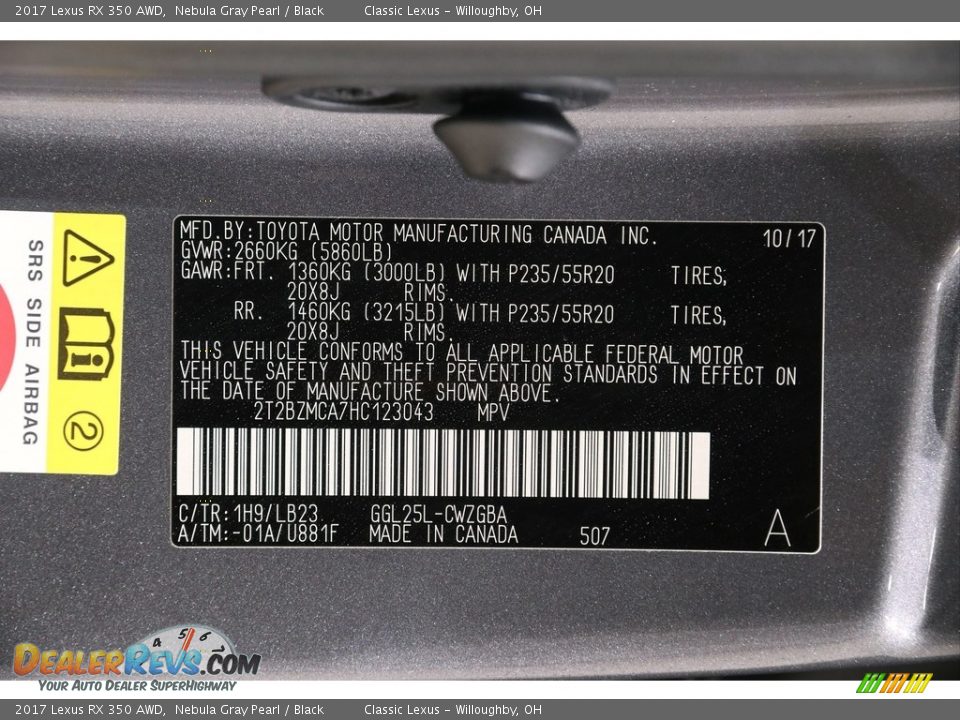 2017 Lexus RX 350 AWD, Nebula Gray Pearl / Black Classic Lexus - Willoughby, OH
MFD.BY:TOYOTA MOTOR MANUFACTURING CANADA INC. 10/17
GVWR:2660KG (5860LB)
GAWR:FRT. 1360KG (3000LB) WITH P235/55R20 TIRES,
20X8J RIMS.
RR. 1460KG (3215LB) WITH P235/55R20 TIRES,
20X8J RIMS.
THIS VEHICLE CONFORMS TO ALL APPLICABLE FEDERAL MOTOR
VEHICLE SAFETY AND THEFT PREVENTION STANDARDS IN EFFECT ON
THE DATE OF MANUFACTURE SHOWN ABOVE.
2T2BZMCA7HC123043 MPV
C/TR:1H9/LB23 GGL25L-CWZGBA
A/TM:-01A/U881F MADE IN CANADA 507 A
SRS SIDE AIRBAG
2
4 5 6 7
DEALERREVS.COM
YOUR AUTO DEALER SUPERHIGHWAY
2017 Lexus RX 350 AWD, Nebula Gray Pearl / Black Classic Lexus - Willoughby, OH